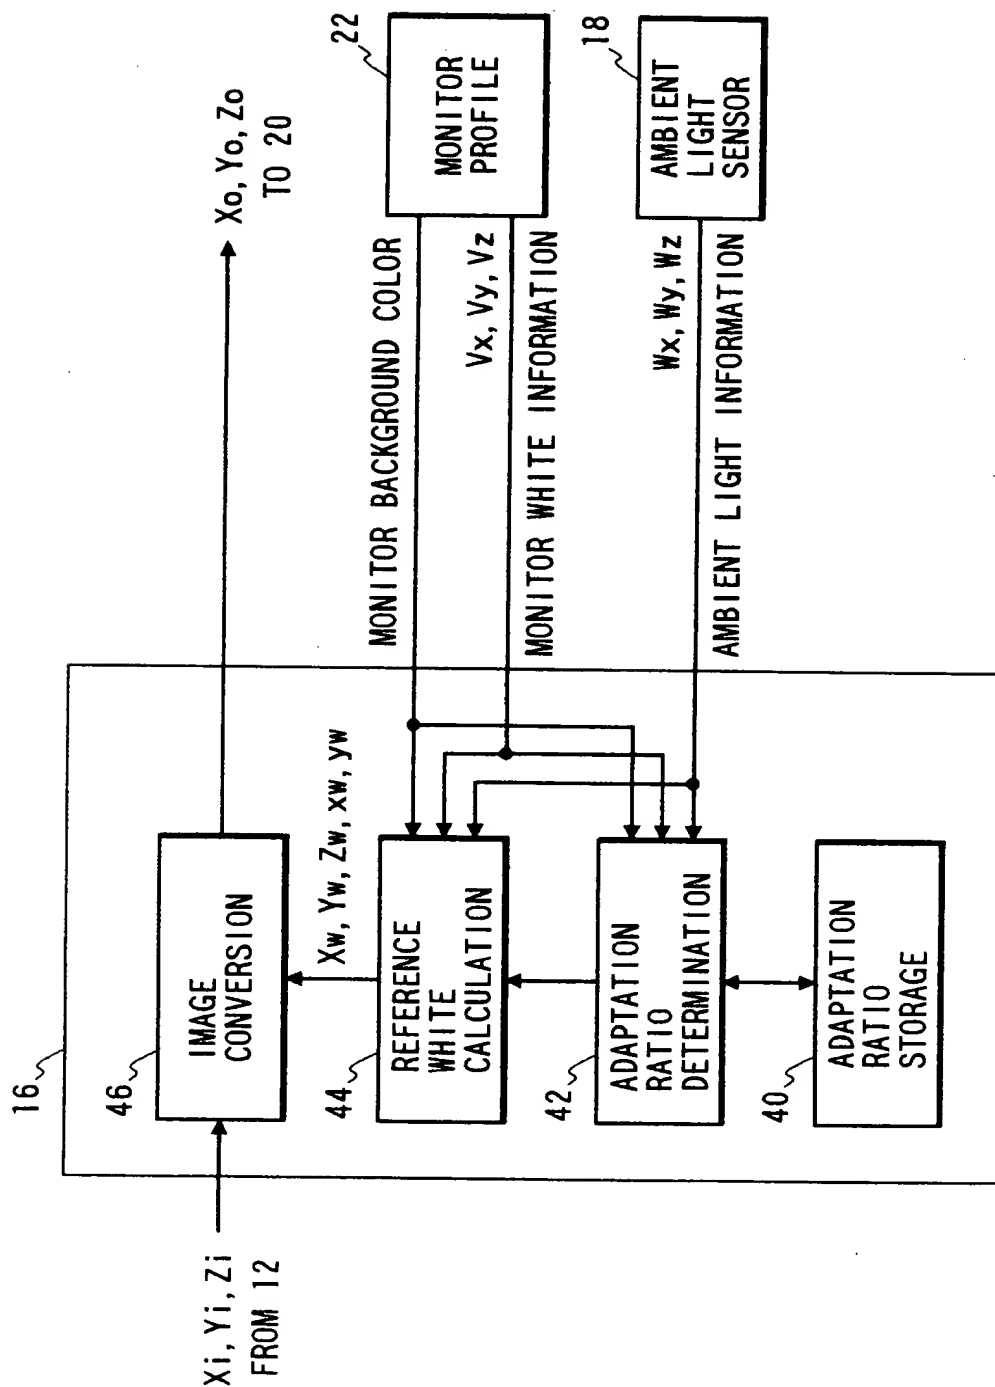 16
Xi, Yi, Zi
FROM 12
46
IMAGE
CONVERSION
Xo, Yo, Zo
TO 20
Xw, Yw, Zw, xw, yw
44
REFERENCE
WHITE
CALCULATION
42
ADAPTATION
RATIO
DETERMINATION
40
ADAPTATION
RATIO
STORAGE
MONITOR BACKGROUND COLOR
Vx, Vy, Vz
MONITOR WHITE INFORMATION
22
MONITOR
PROFILE
Wx, Wy, Wz
AMBIENT LIGHT INFORMATION
18
AMBIENT
LIGHT
SENSOR